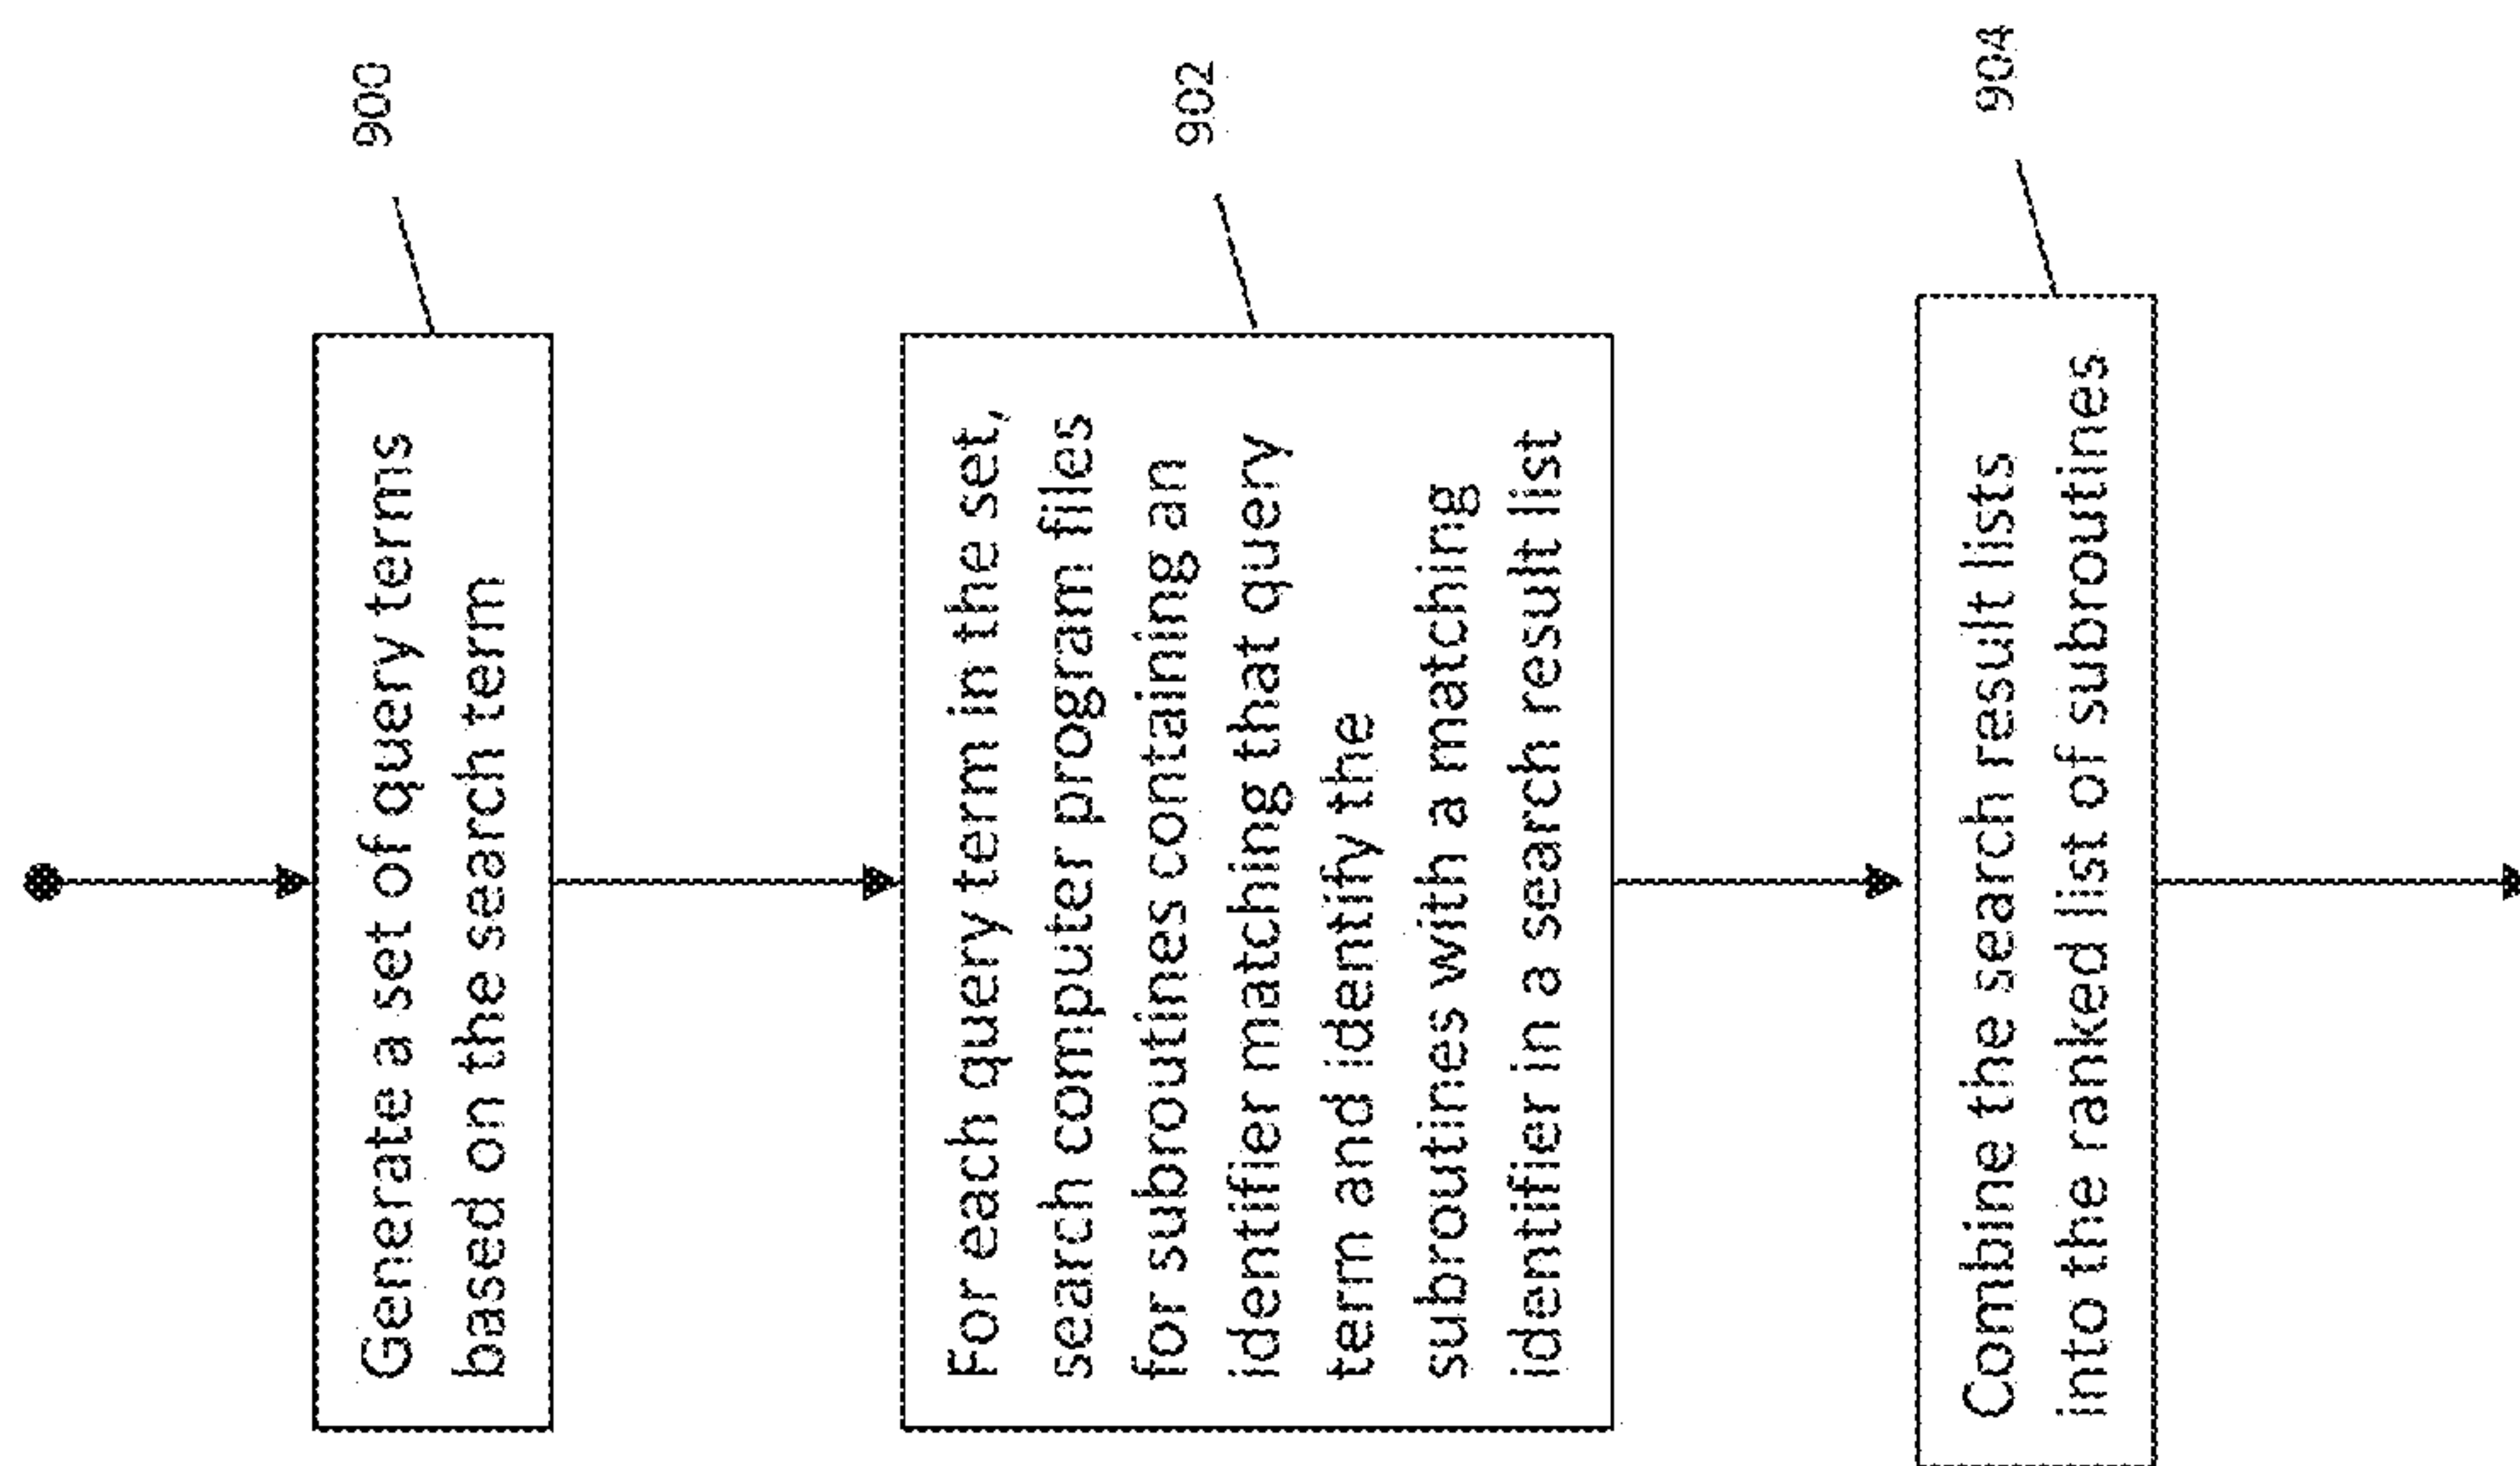 900
Generate a set of query terms
based on the search term
902
For each query term in the set,
search computer program files
for subroutines containing an
identifier matching that query
term and identify the
subroutines with a matching
identifier in a search result list
904
Combine the search result lists
into the ranked list of subroutines